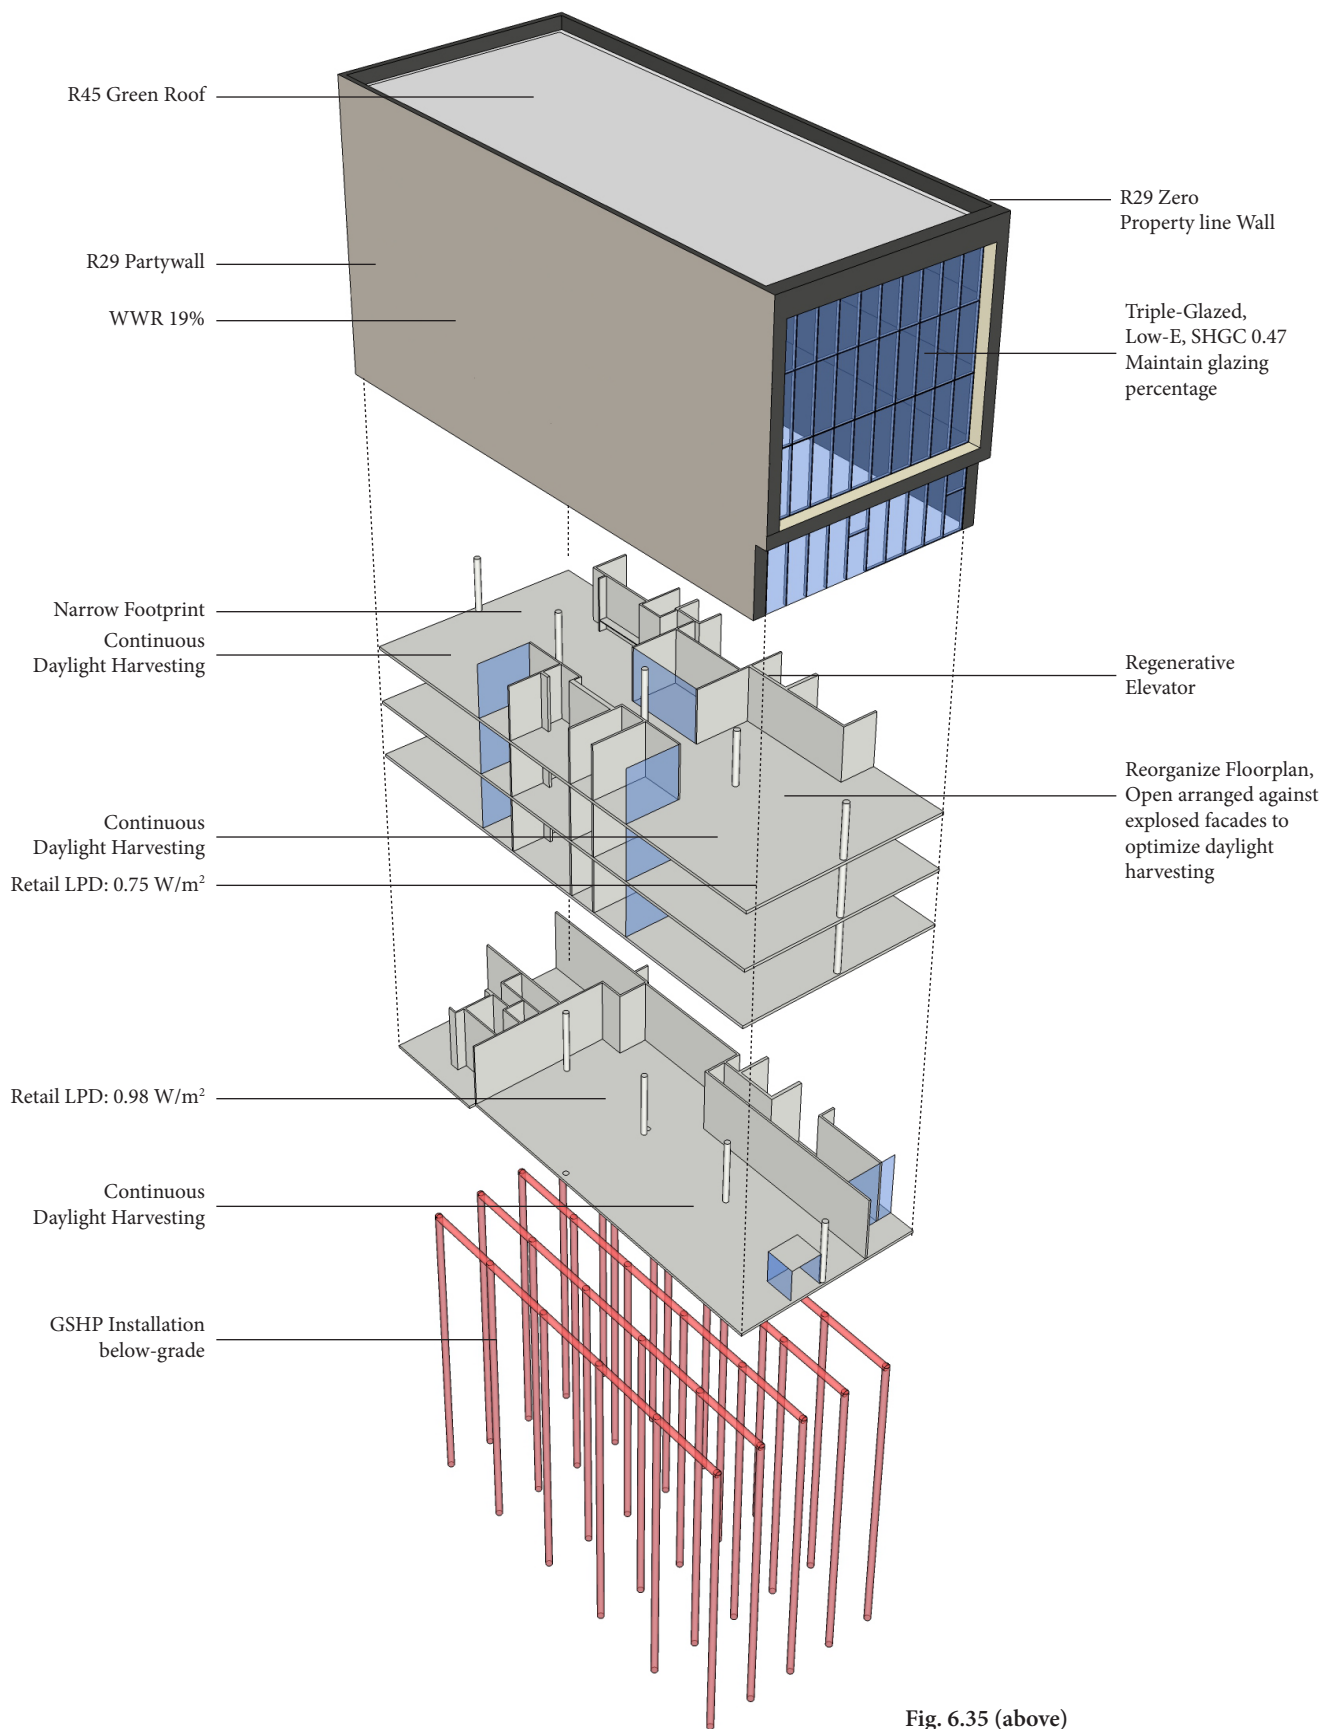 R45 Green Roof
R29 Zero
Property line Wall
R29 Partywall
WWR 19%
Triple-Glazed,
Low-E, SHGC 0.47
Maintain glazing
percentage
Narrow Footprint
Continuous
Daylight Harvesting
Regenerative
Elevator
Reorganize Floorplan,
Open arranged against
explosed facades to
optimize daylight
harvesting
Continuous
Daylight Harvesting
Retail LPD: 0.75 W/m²
Retail LPD: 0.98 W/m²
Continuous
Daylight Harvesting
GSHP Installation
below-grade
Fig. 6.35 (above)